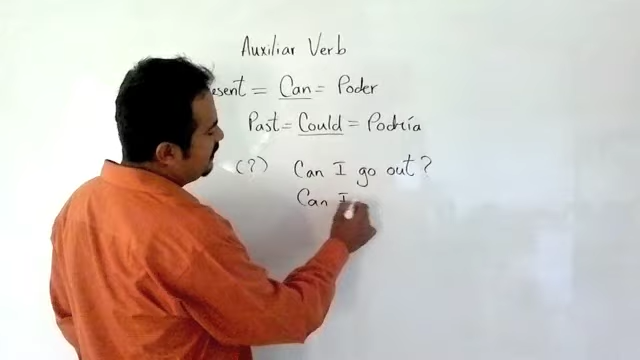 Auxiliar Verb
esent = Can = Poder
Past = Could = Podría
(?) Can I go out?
Can I